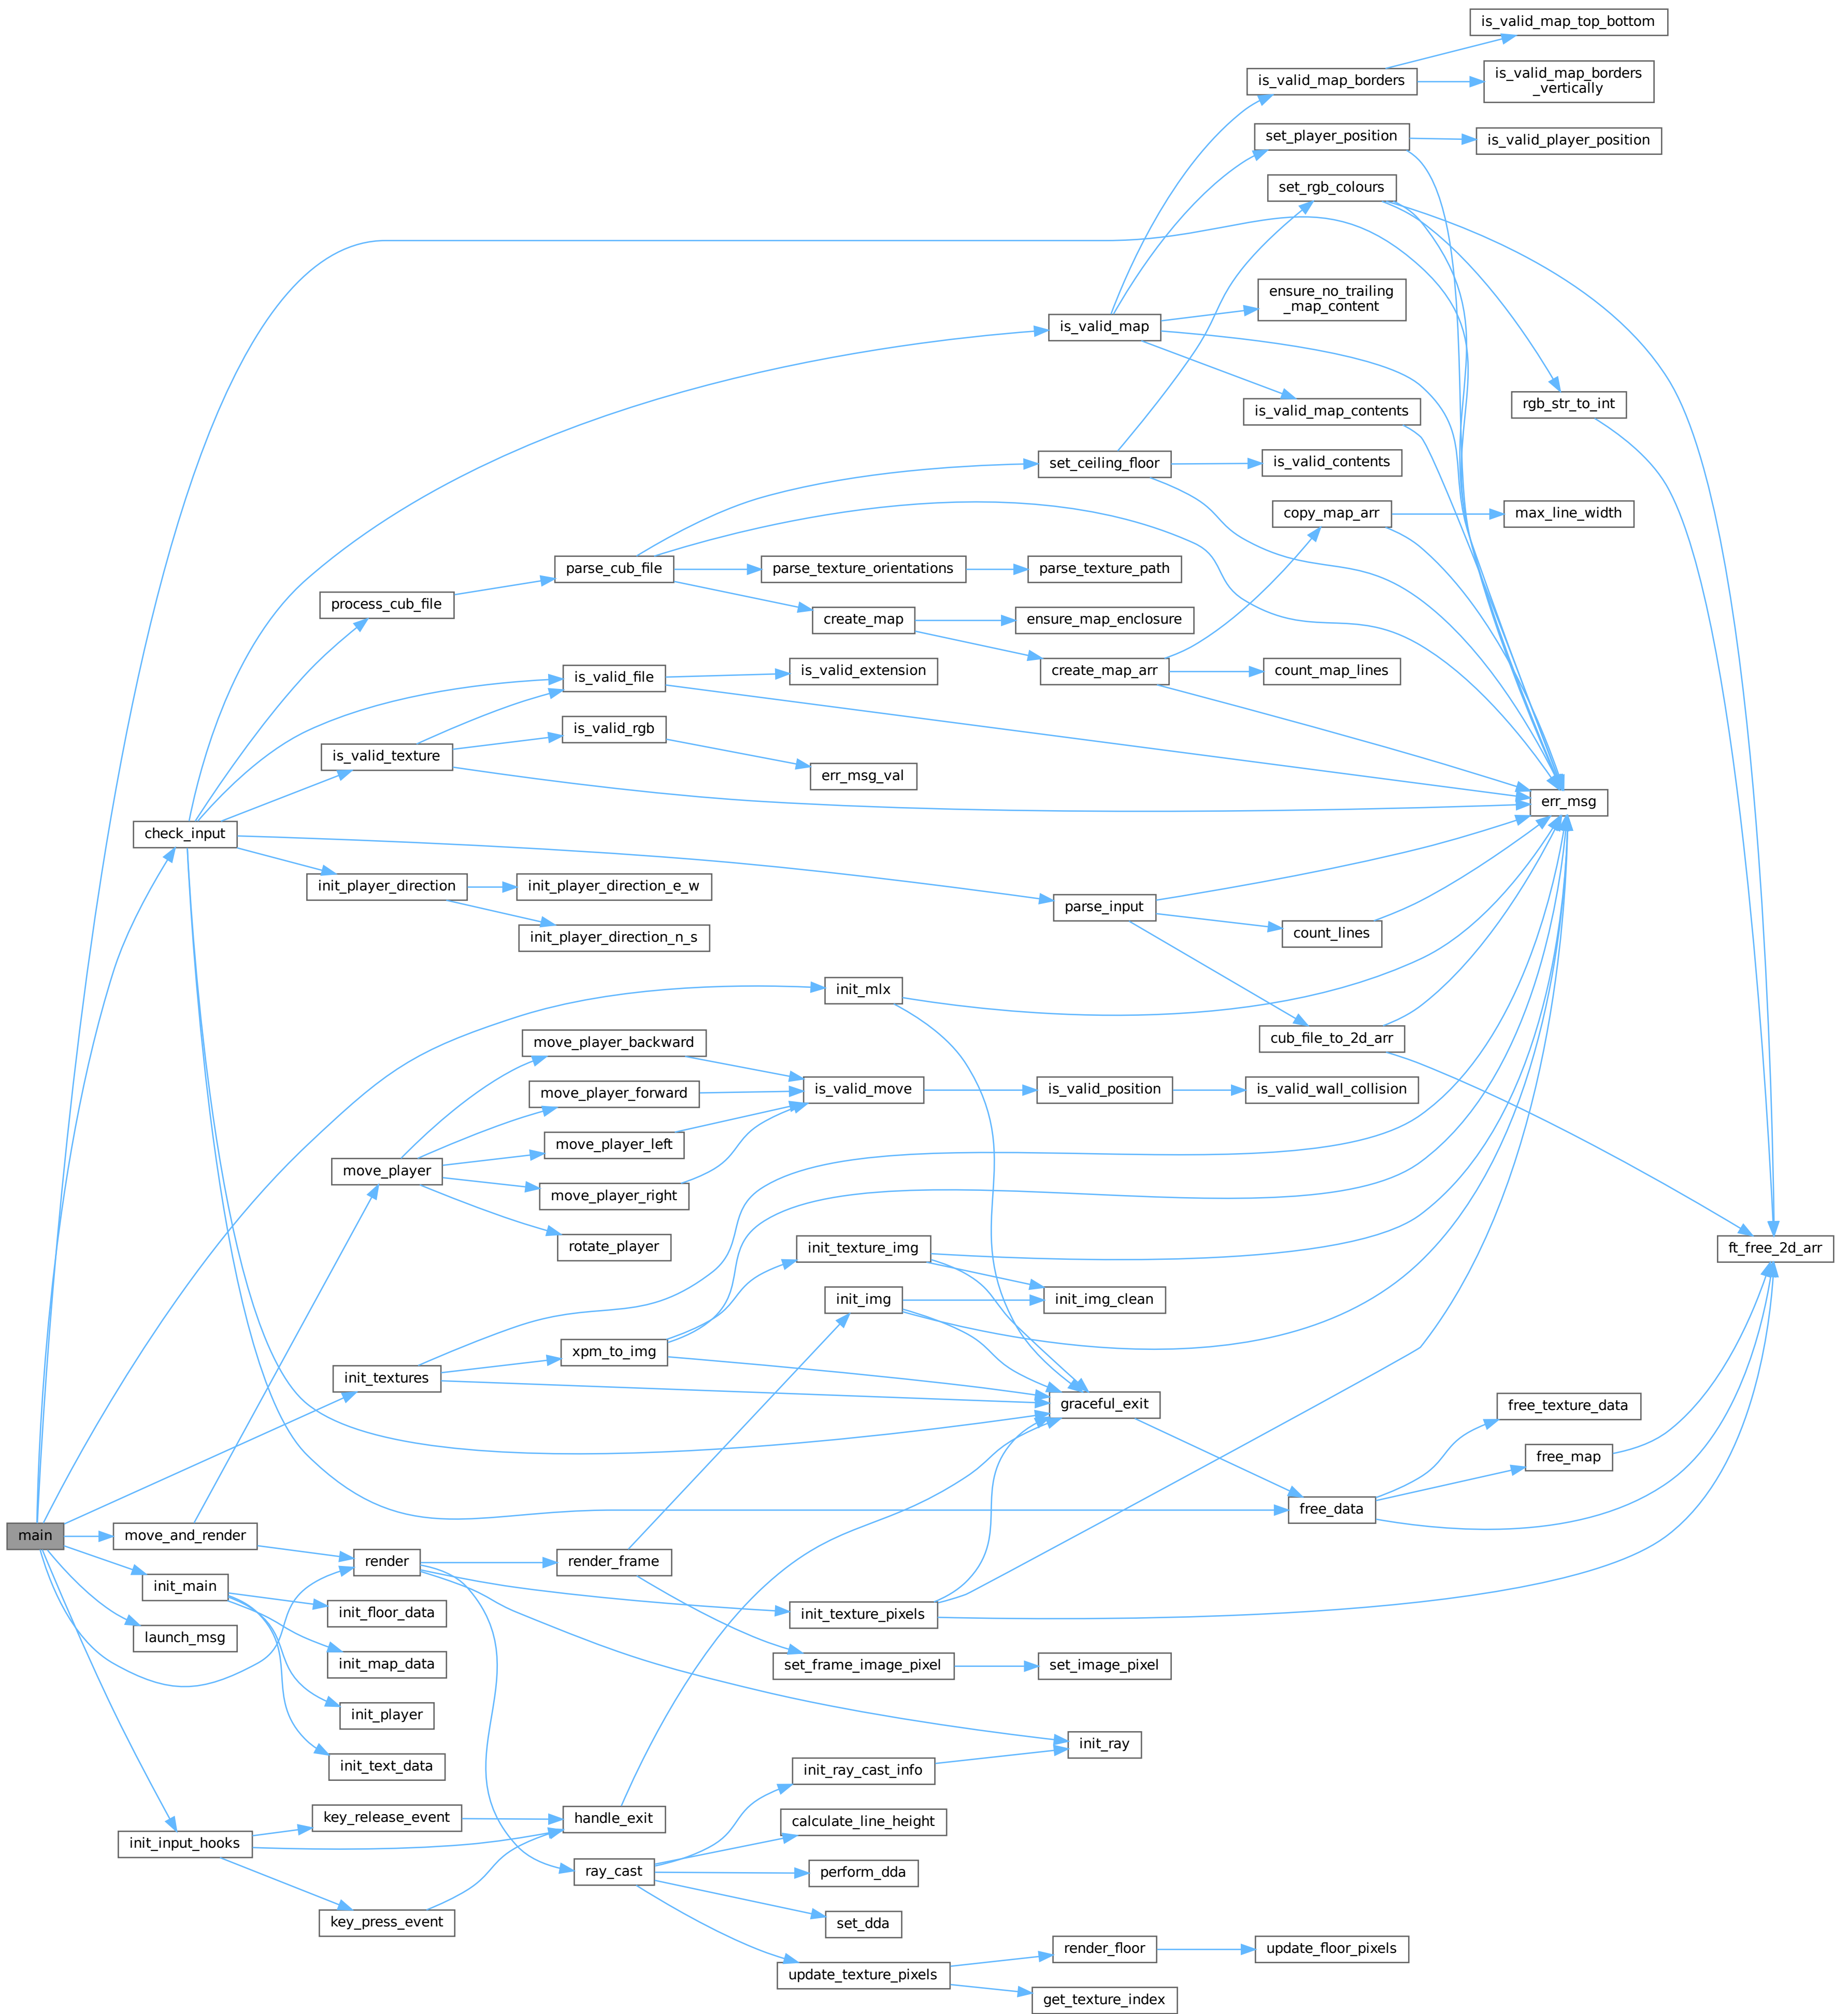 is_valid_map_top_bottom
is_valid_map_borders
is_valid_map_borders
_vertically
set_player_position
is_valid_player_position
set_rgb_colours
ensure_no_trailing
_map_content
is_valid_map
rgb_str_to_int
is_valid_map_contents
set_ceiling_floor
is_valid_contents
copy_map_arr
max_line_width
parse_cub_file
parse_texture_orientations
parse_texture_path
process_cub_file
create_map
ensure_map_enclosure
is_valid_file
is_valid_extension
create_map_arr
count_map_lines
is_valid_rgb
is_valid_texture
err_msg_val
err_msg
check_input
init_player_direction
init_player_direction_e_w
parse_input
init_player_direction_n_s
count_lines
init_mlx
move_player_backward
cub_file_to_2d_arr
move_player_forward
is_valid_move
is_valid_position
is_valid_wall_collision
move_player_left
move_player
move_player_right
rotate_player
init_texture_img
ft_free_2d_arr
init_img
init_img_clean
xpm_to_img
init_textures
graceful_exit
free_texture_data
free_map
free_data
main
move_and_render
render
render_frame
init_main
init_floor_data
init_texture_pixels
launch_msg
init_map_data
set_frame_image_pixel
set_image_pixel
init_player
init_ray
init_text_data
init_ray_cast_info
key_release_event
handle_exit
calculate_line_height
init_input_hooks
ray_cast
perform_dda
key_press_event
set_dda
render_floor
update_floor_pixels
update_texture_pixels
get_texture_index